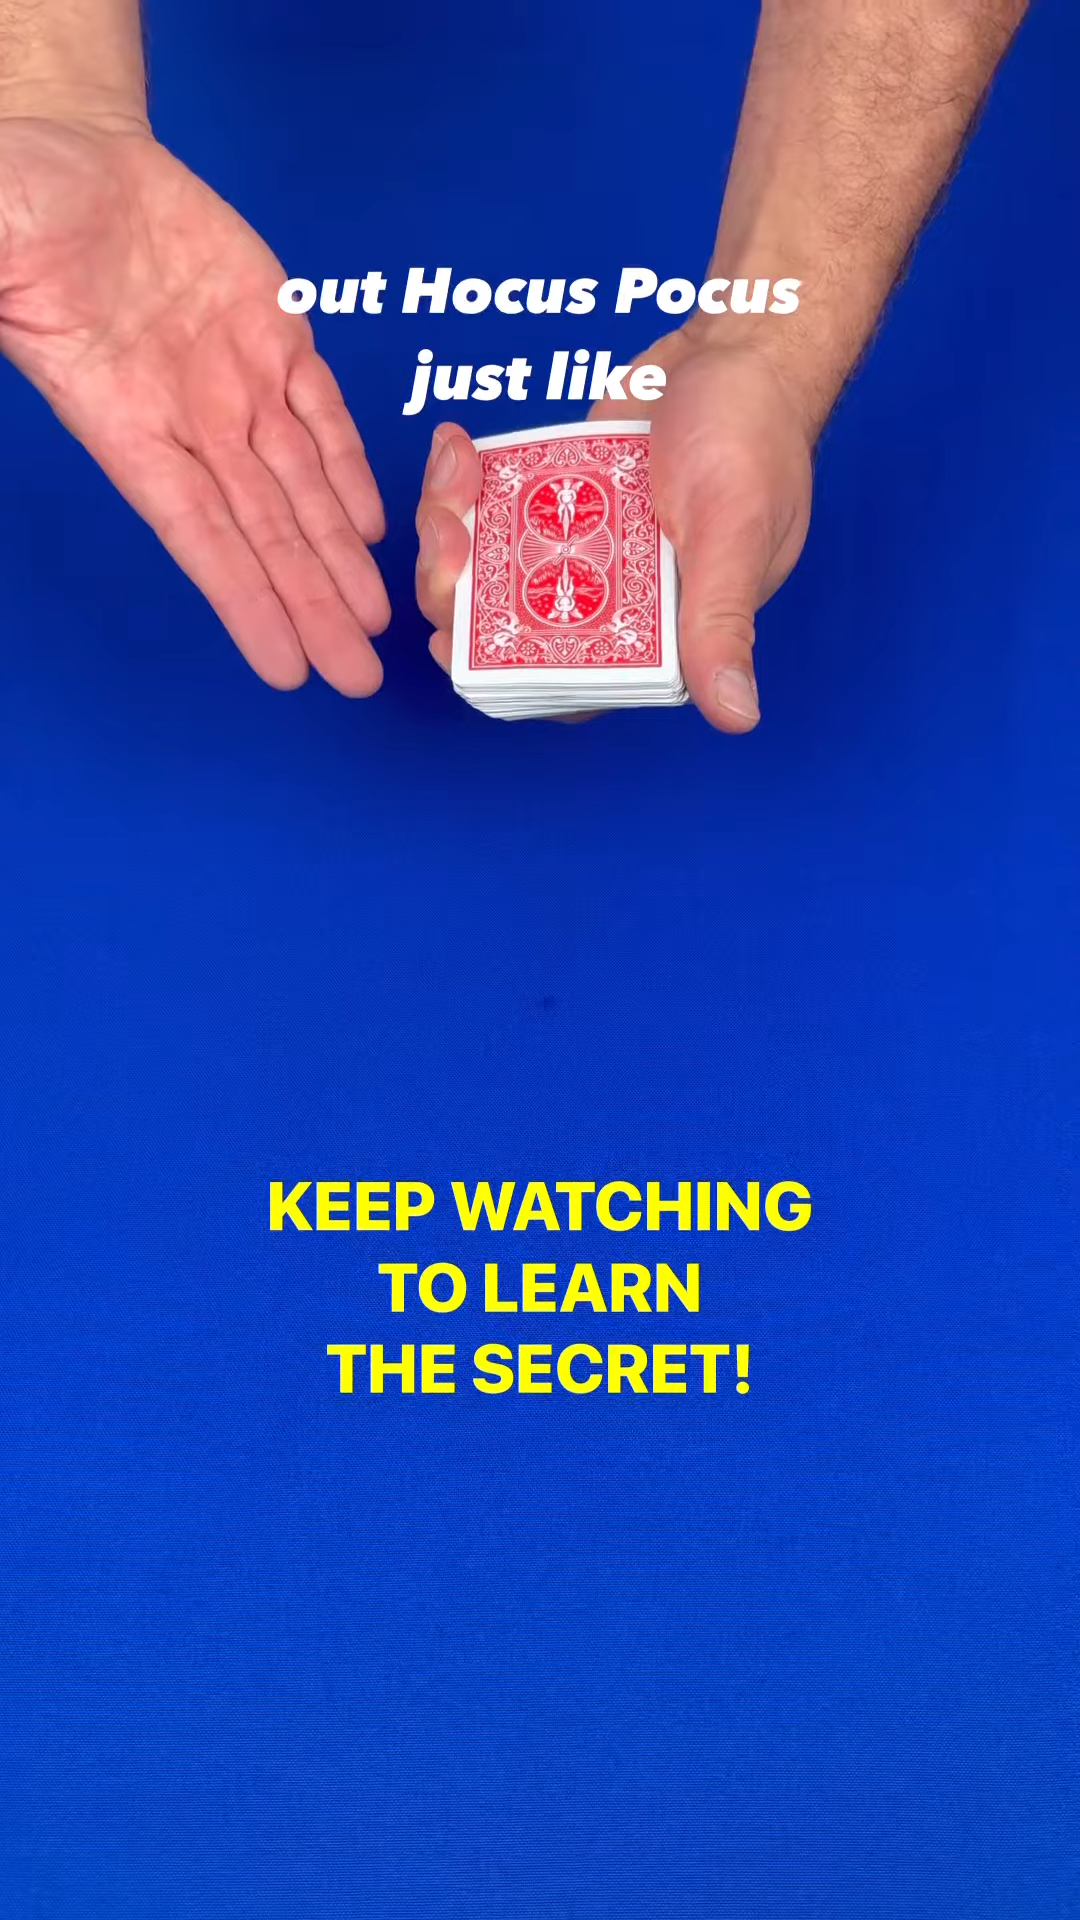 out Hocus Pocus
just like
KEEP WATCHING
TO LEARN
THE SECRET!